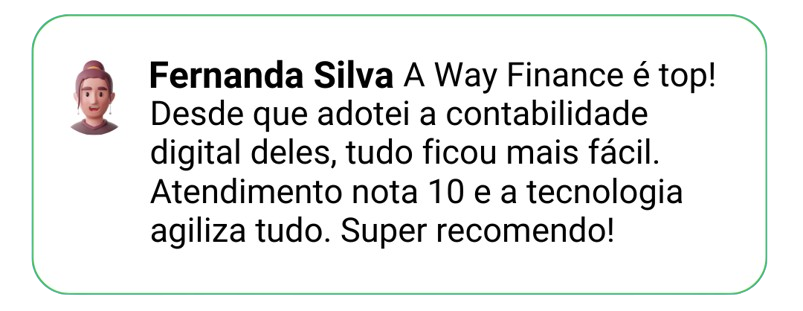 Fernanda Silva A Way Finance é top!
Desde que adotei a contabilidade
digital deles, tudo ficou mais fácil.
Atendimento nota 10 e a tecnologia
agiliza tudo. Super recomendo!